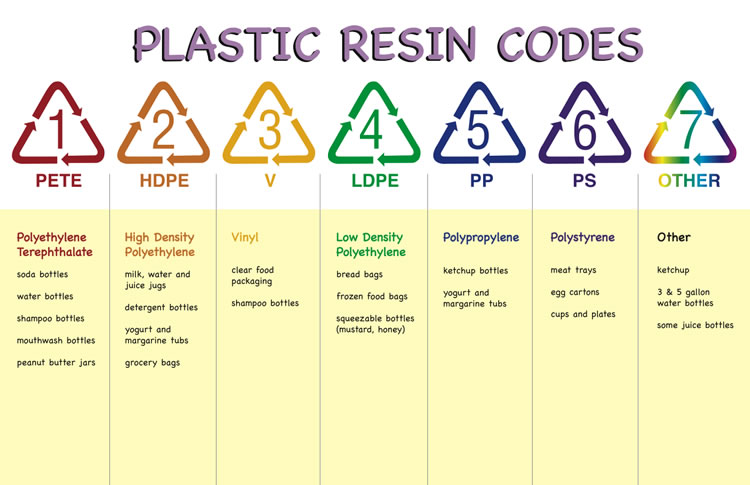 PLASTIC RESIN CODES
1
PETE
2
HDPE
3
V
4
LDPE
5
PP
6
PS
7
OTHER
Polyethylene
Terephthalate
soda bottles
water bottles
shampoo bottles
mouthwash bottles
peanut butter jars
High Density
Polyethylene
milk, water and
juice jugs
detergent bottles
yogurt and
margarine tubs
grocery bags
Vinyl
clear food
packaging
shampoo bottles
Low Density
Polyethylene
bread bags
frozen food bags
squeezable bottles
(mustard, honey)
Polypropylene
ketchup bottles
yogurt and
margarine tubs
Polystyrene
meat trays
egg cartons
cups and plates
Other
ketchup
3 & 5 gallon
water bottles
some juice bottles